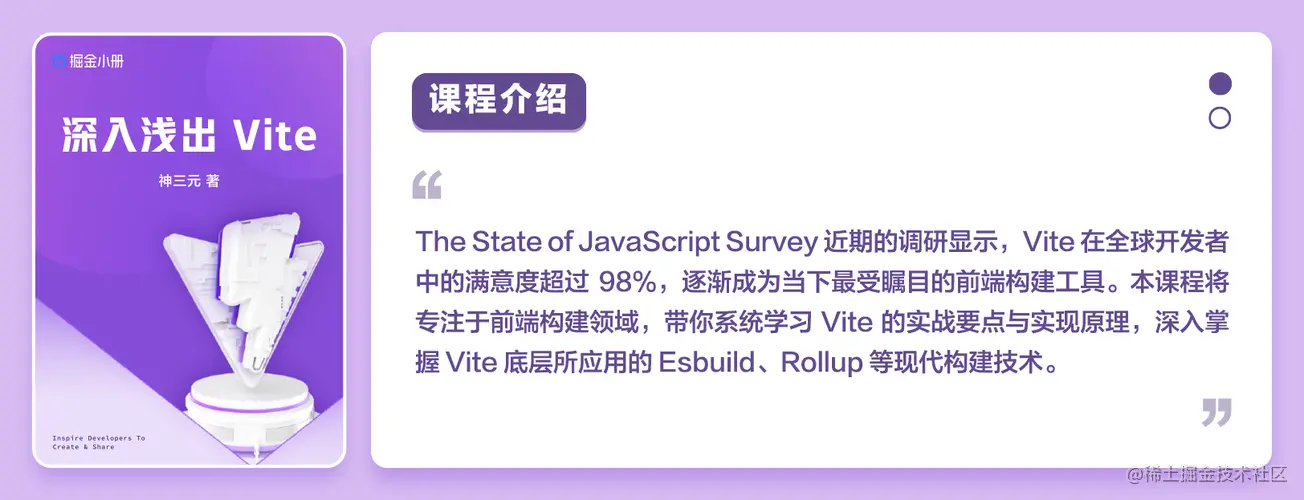 掘金小册
深入浅出 Vite
神三元 著
Inspire Developers To
Create & Share
课程介绍
“
The State of JavaScript Survey 近期的调研显示，Vite 在全球开发者
中的满意度超过 98%，逐渐成为当下最受瞩目的前端构建工具。本课程将
专注于前端构建领域，带你系统学习 Vite 的实战要点与实现原理，深入掌
握 Vite 底层所应用的 Esbuild、Rollup 等现代构建技术。
”
@稀土掘金技术社区